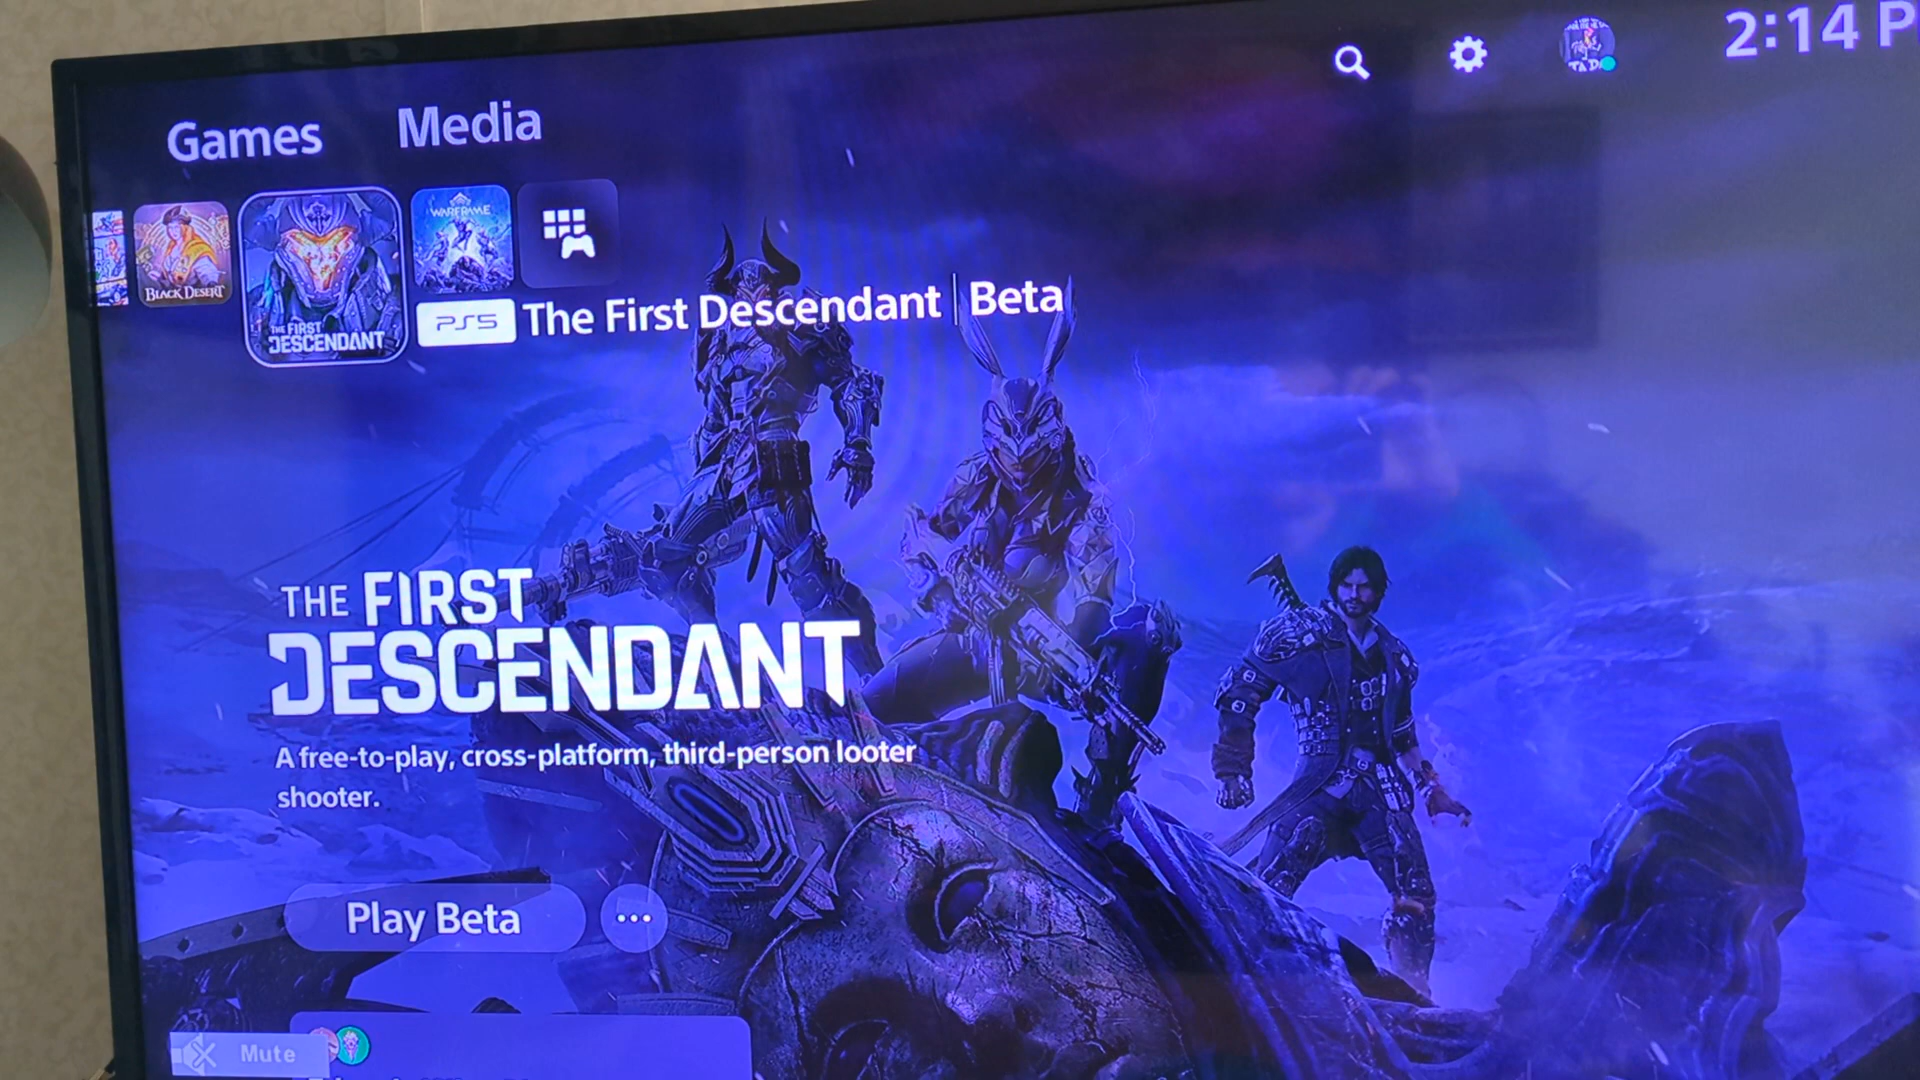 2:14 P
Games Media
WARFRAME
BLACK DESERT
THE FIRST
DESCENDANT
PS5 The First Descendant | Beta
THE FIRST
DESCENDANT
A free-to-play, cross-platform, third-person looter
shooter.
Play Beta
Mute